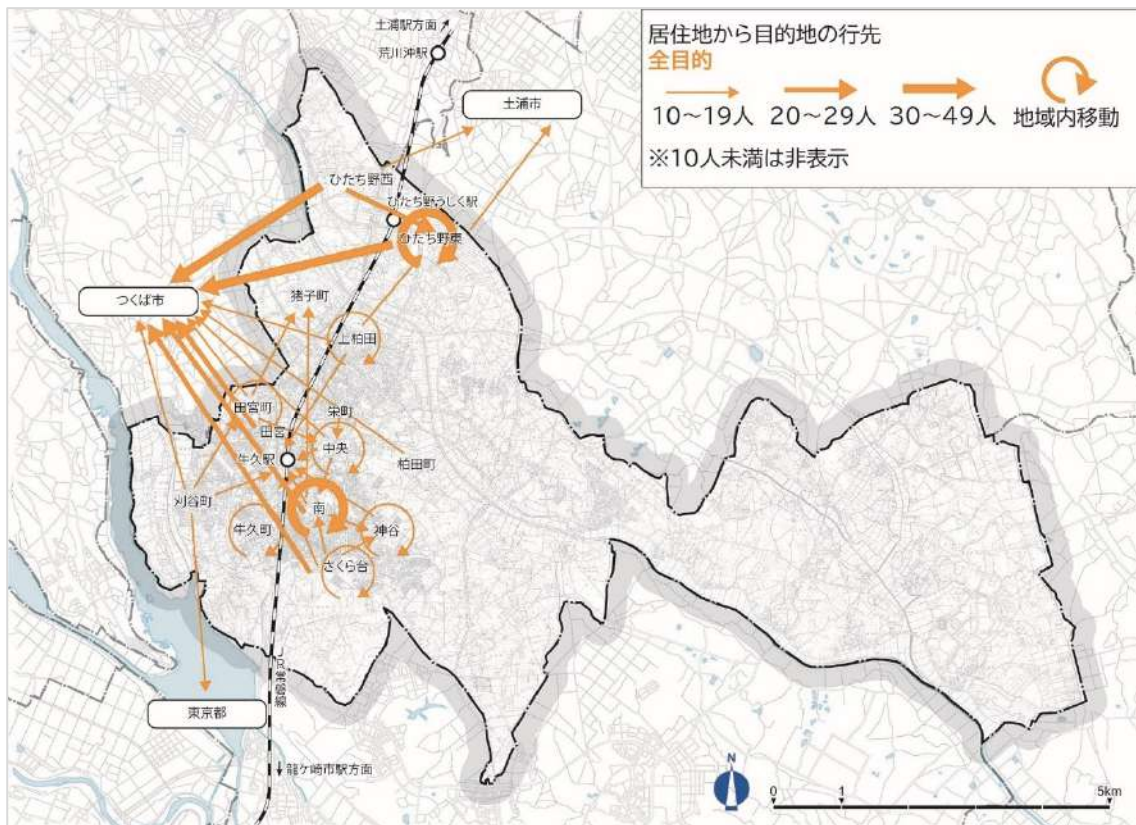 居住地から目的地の行先
全目的
10～19人 20～29人 30～49人 地域内移動
※10人未満は非表示
土浦駅方面
荒川沖駅
土浦市
ひたち野西
ひたち野うしく駅
ひたち野東
つくば市
猪子町
上柏田
田宮町
栄町
田宮
中央
牛久駅
柏田町
刈谷町
南
牛久町
神谷
さくら台
東京都
龍ケ崎市駅方面
N
0 1 5km